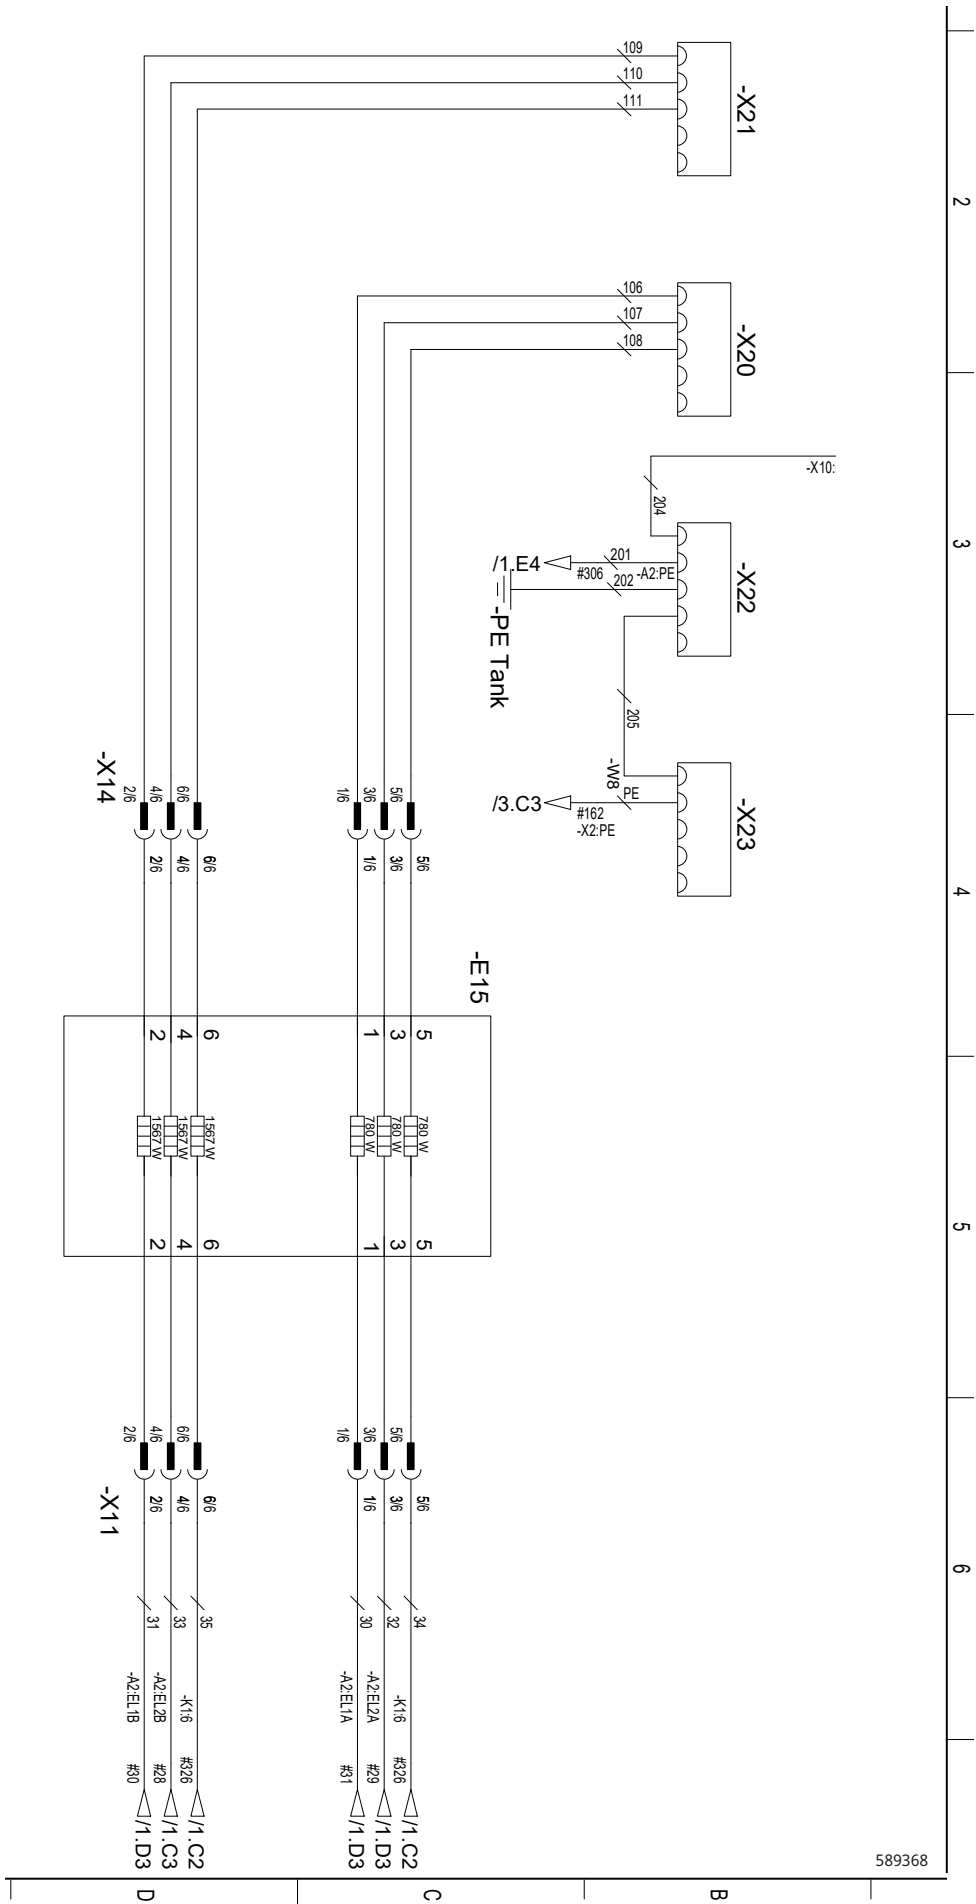 109
110
111
-X21
2
106
107
108
-X20
-X10:
204
3
/1.E4
201
#306
-A2:PE
202
-X22
-PE Tank
205
-W8
PE
/3.C3
#162
-X2:PE
-X23
-X14
2/6
4/6
6/6
1/6
3/6
5/6
2/6
4/6
6/6
1/6
3/6
5/6
4
-E15
2
4
6
1
3
5
1567 W
1567 W
1567 W
780 W
780 W
780 W
5
2
4
6
1
3
5
2/6
4/6
6/6
1/6
3/6
5/6
-X11
2/6
4/6
6/6
1/6
3/6
5/6
6
31
33
35
30
32
34
-A2:EL1B
-A2:EL2B
-K1:6
-A2:EL1A
-A2:EL2A
-K1:6
#30
#28
#326
#31
#29
#326
/1.D3
/1.C3
/1.C2
/1.D3
/1.D3
/1.C2
589368
D
C
B